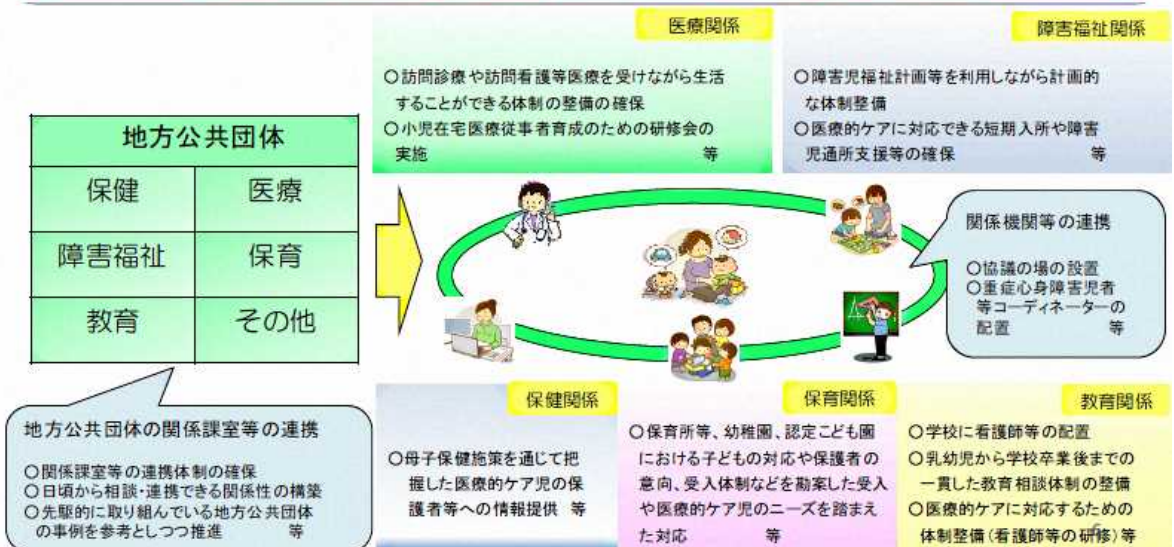 医療関係
○訪問診療や訪問看護等医療を受けながら生活
することができる体制の整備の確保
○小児在宅医療従事者育成のための研修会の
実施 等
障害福祉関係
○障害児福祉計画等を利用しながら計画的
な体制整備
○医療的ケアに対応できる短期入所や障害
児通所支援等の確保 等
地方公共団体
保健 医療
障害福祉 保育
教育 その他
関係機関等の連携
○協議の場の設置
○重症心身障害児者
等コーディネーターの
配置 等
地方公共団体の関係課室等の連携
○関係課室等の連携体制の確保
○日頃から相談・連携できる関係性の構築
○先駆的に取り組んでいる地方公共団体
の事例を参考としつつ推進 等
保健関係
○母子保健施策を通じて把
握した医療的ケア児の保
護者等への情報提供 等
保育関係
○保育所等、幼稚園、認定こども園
における子どもの対応や保護者の
意向、受入体制などを勘案した受入
や医療的ケア児のニーズを踏まえ
た対応 等
教育関係
○学校に看護師等の配置
○乳幼児から学校卒業後までの
一貫した教育相談体制の整備
○医療的ケアに対応するための
体制整備(看護師等の研修)等